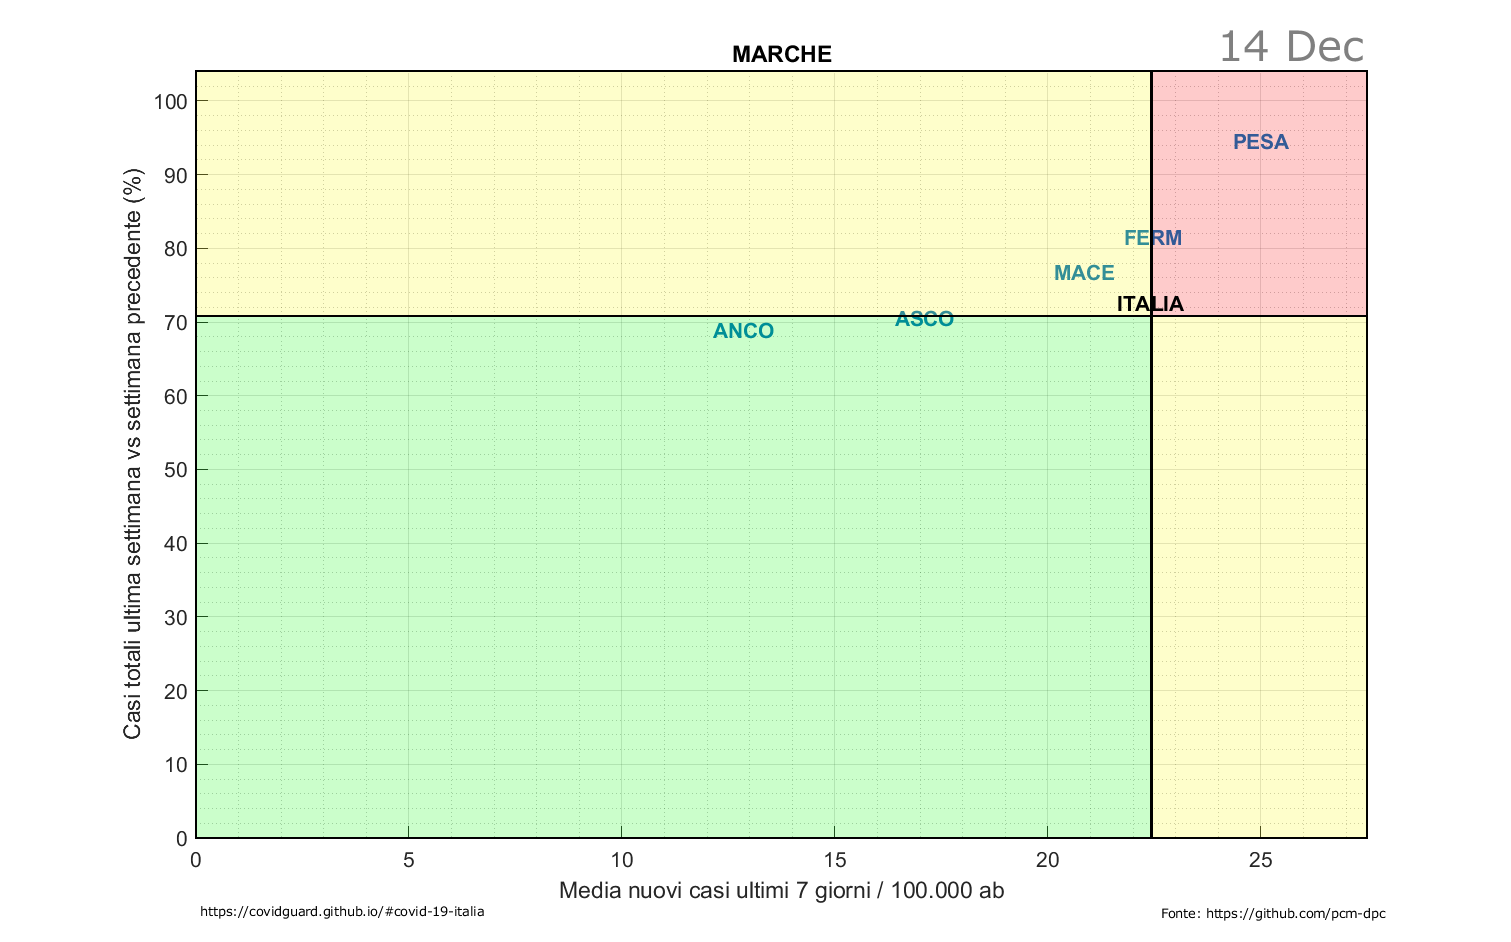 MARCHE
14 Dec
Casi totali ultima settimana vs settimana precedente (%)
100
90
80
70
60
50
40
30
20
10
0
PESA
FERM
MACE
ITALIA
ASCO
ANCO
0 5 10 15 20 25
Media nuovi casi ultimi 7 giorni / 100.000 ab
https://covidguard.github.io/#covid-19-italia
Fonte: https://github.com/pcm-dpc